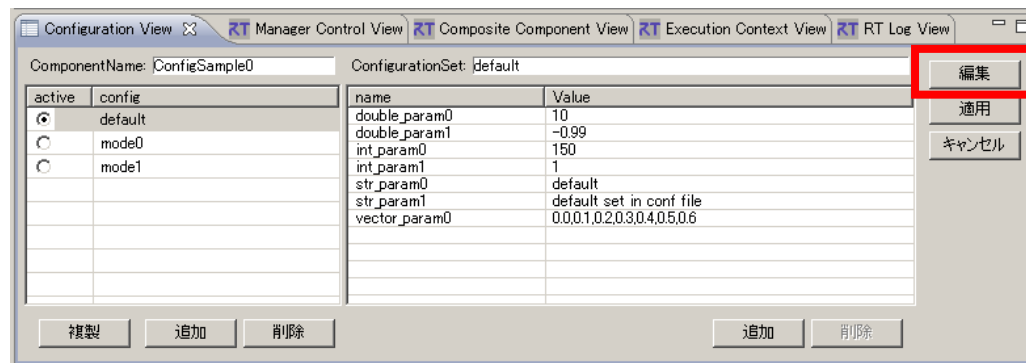 Configuration View RT Manager Control View RT Composite Component View RT Execution Context View RT RT Log View
ComponentName: ConfigSample0 ConfigurationSet: default 編集
active config name Value 適用
default double_param0 10
mode0 double_param1 -0.99 キャンセル
mode1 int_param0 150
int_param1 1
str_param0 default
str_param1 default set in conf file
vector_param0 0.0,0.1,0.2,0.3,0.4,0.5,0.6
複製 追加 削除 追加 削除